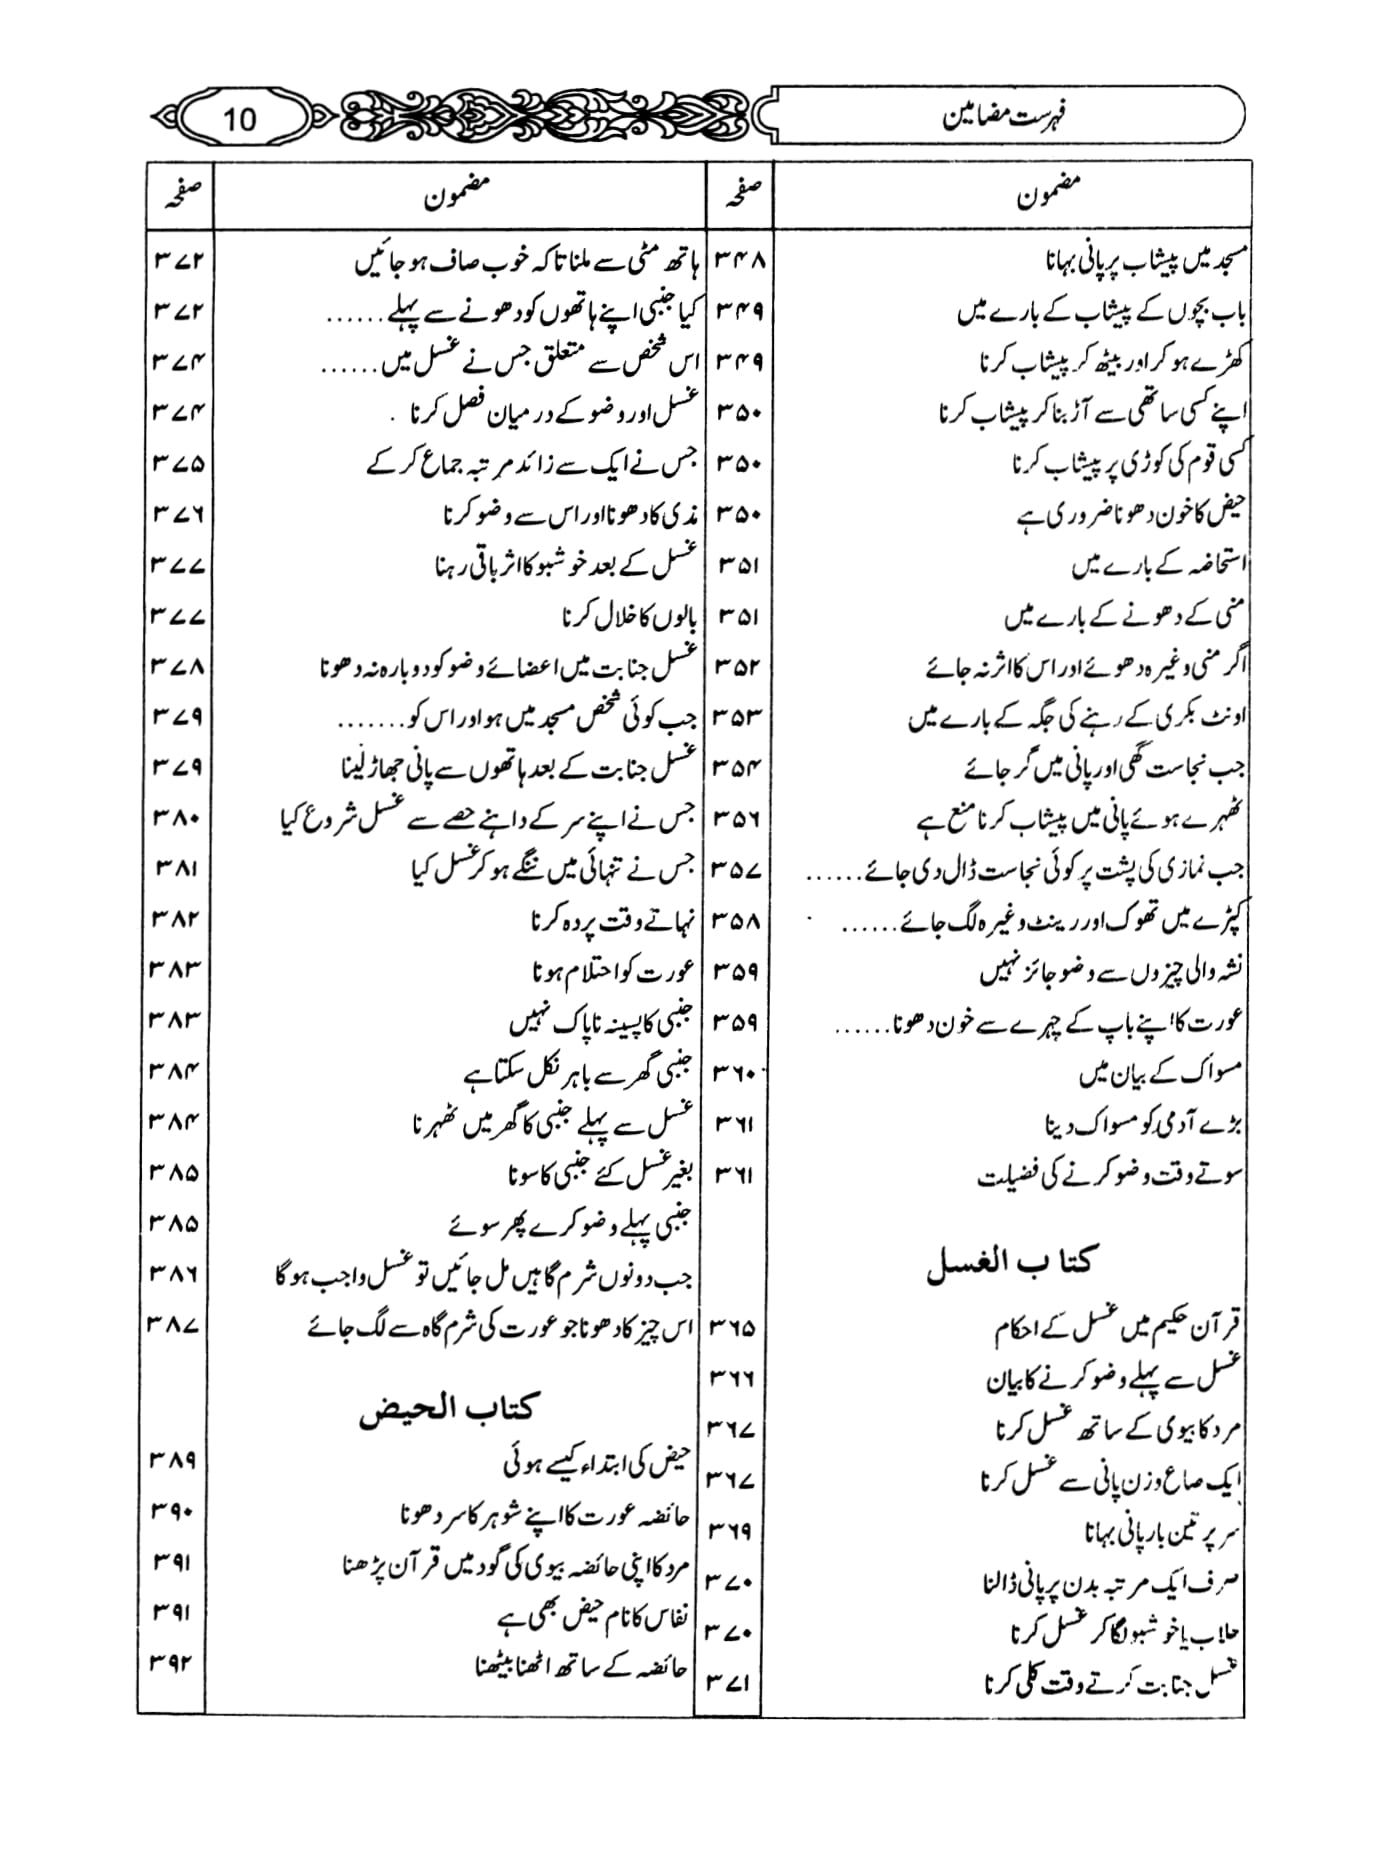 فہرست مضامین
10
مضمون صفحہ
مسجد میں پیشاب پر پانی بہانا ۳۴۸
باب بچوں کے پیشاب کے بارے میں ۳۴۹
کھڑے ہو کر اور بیٹھ کر پیشاب کرنا ۳۴۹
اپنے کسی ساتھی سے آڑ بنا کر پیشاب کرنا ۳۵۰
کسی قوم کی کوڑی پر پیشاب کرنا ۳۵۰
حیض کا خون دھونا ضروری ہے ۳۵۰
استحاضہ کے بارے میں ۳۵۱
منی کے دھونے کے بارے میں ۳۵۱
اگر منی وغیرہ دھوئے اور اس کا اثر نہ جائے ۳۵۲
اونٹ بکری کے رہنے کی جگہ کے بارے میں ۳۵۳
جب نجاست گھی اور پانی میں گر جائے ۳۵۴
ٹھہرے ہوئے پانی میں پیشاب کرنا منع ہے ۳۵۶
جب نمازی کی پشت پر کوئی نجاست ڈال دی جائے...... ۳۵۷
کپڑے میں تھوک اور رینٹ وغیرہ لگ جائے...... ۳۵۸
نشہ والی چیزوں سے وضو جائز نہیں ۳۵۹
عورت کا اپنے باپ کے چہرے سے خون دھونا...... ۳۵۹
مسواک کے بیان میں ۳۶۰
بڑے آدمی کو مسواک دینا ۳۶۱
سوتے وقت وضو کرنے کی فضیلت ۳۶۱
کتاب الغسل
قرآن حکیم میں غسل کے احکام ۳۶۵
غسل سے پہلے وضو کرنے کا بیان ۳۶۶
مرد کا بیوی کے ساتھ غسل کرنا ۳۶۷
ایک صاع وزن پانی سے غسل کرنا ۳۶۷
سر پر تین بار پانی بہانا ۳۶۹
صرف ایک مرتبہ بدن پر پانی ڈالنا ۳۷۰
حلاب یا خوشبو لگا کر غسل کرنا ۳۷۰
غسل جنابت کرتے وقت کلی کرنا ۳۷۱
مضمون صفحہ
ہاتھ مٹی سے ملنا تاکہ خوب صاف ہو جائیں ۳۷۲
کیا جنبی اپنے ہاتھوں کو دھونے سے پہلے...... ۳۷۲
اس شخص سے متعلق جس نے غسل میں...... ۳۷۴
غسل اور وضو کے درمیان فصل کرنا ۳۷۴
جس نے ایک سے زائد مرتبہ جماع کر کے ۳۷۵
مذی کا دھونا اور اس سے وضو کرنا ۳۷۶
غسل کے بعد خوشبو کا اثر باقی رہنا ۳۷۷
بالوں کا خلال کرنا ۳۷۷
غسل جنابت میں اعضائے وضو کو دوبارہ نہ دھونا ۳۷۸
جب کوئی شخص مسجد میں ہو اور اس کو....... ۳۷۹
غسل جنابت کے بعد ہاتھوں سے پانی جھاڑ لینا ۳۷۹
جس نے اپنے سر کے داہنے حصے سے غسل شروع کیا ۳۸۰
جس نے تنہائی میں ننگے ہو کر غسل کیا ۳۸۱
نہاتے وقت پردہ کرنا ۳۸۲
عورت کو احتلام ہونا ۳۸۳
جنبی کا پسینہ ناپاک نہیں ۳۸۳
جنبی گھر سے باہر نکل سکتا ہے ۳۸۴
غسل سے پہلے جنبی کا گھر میں ٹھہرنا ۳۸۴
بغیر غسل کئے جنبی کا سونا ۳۸۵
جنبی پہلے وضو کرے پھر سوئے ۳۸۵
جب دونوں شرم گاہیں مل جائیں تو غسل واجب ہوگا ۳۸۶
اس چیز کا دھونا جو عورت کی شرم گاہ سے لگ جائے ۳۸۷
کتاب الحیض
حیض کی ابتداء کیسے ہوئی ۳۸۹
حائضہ عورت کا اپنے شوہر کا سر دھونا ۳۹۰
مرد کا اپنی حائضہ بیوی کی گود میں قرآن پڑھنا ۳۹۱
نفاس کا نام حیض بھی ہے ۳۹۱
حائضہ کے ساتھ اٹھنا بیٹھنا ۳۹۲